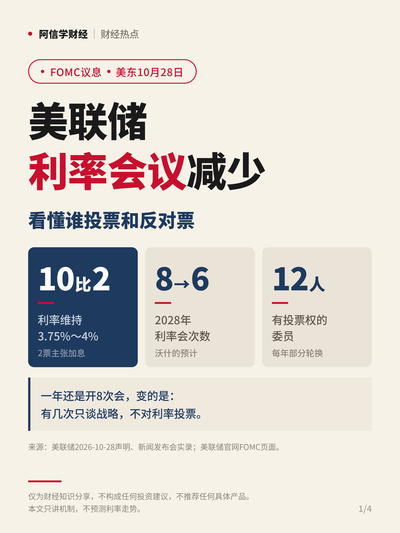 阿信学财经 | 财经热点
• FOMC议息 • 美东10月28日
美联储
利率会议减少
看懂谁投票和反对票
10比2
利率维持
3.75%～4%
2票主张加息
8→6
2028年
利率会次数
沃什的预计
12人
有投票权的
委员
每年部分轮换
一年还是开8次会，变的是：
有几次只谈战略，不对利率投票。
来源：美联储2026-10-28声明、新闻发布会实录；美联储官网FOMC页面。
仅为财经知识分享，不构成任何投资建议，不推荐任何具体产品。
本文只讲机制，不预测利率走势。
1/4